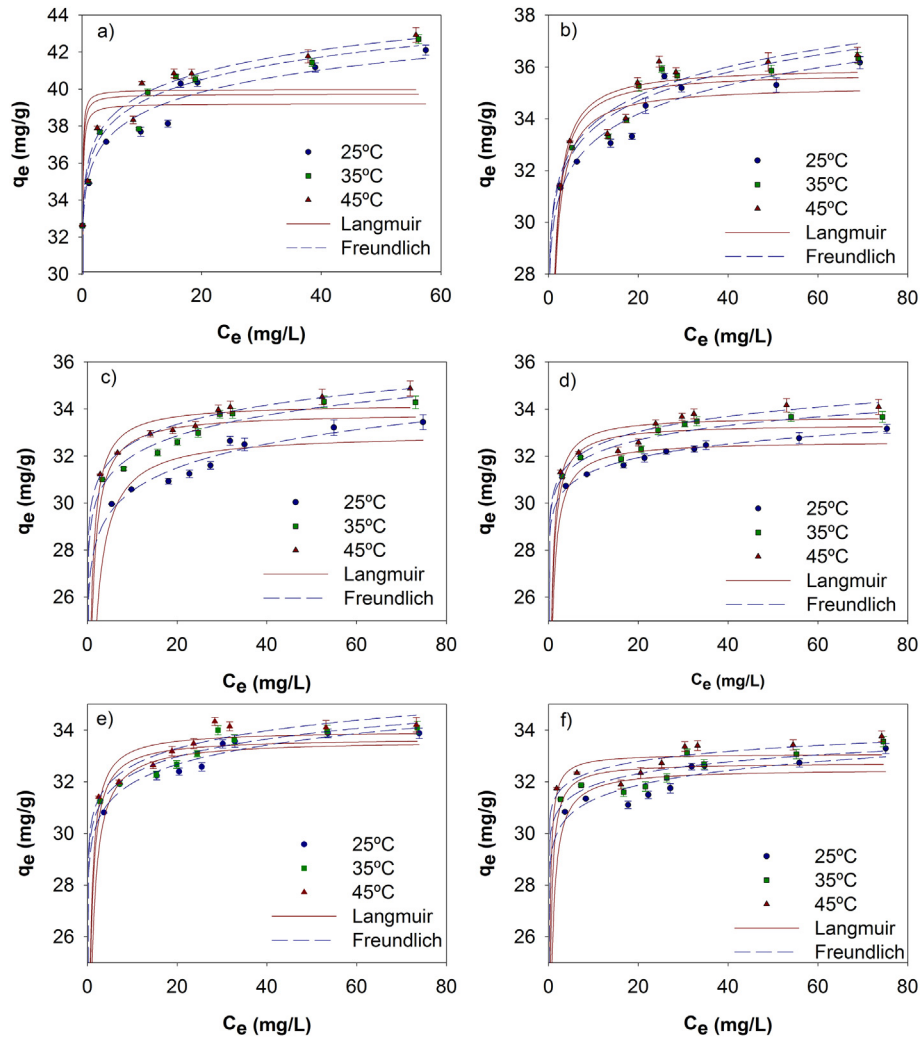 a)
44
42
40
38
36
34
32
30
qe (mg/g)
25ºC
35ºC
45ºC
Langmuir
Freundlich
0 20 40 60
Ce (mg/L)
b)
38
36
34
32
30
28
qe (mg/g)
25ºC
35ºC
45ºC
Langmuir
Freundlich
0 20 40 60 80
Ce (mg/L)
c)
36
34
32
30
28
26
qe (mg/g)
25ºC
35ºC
45ºC
Langmuir
Freundlich
0 20 40 60 80
Ce (mg/L)
d)
36
34
32
30
28
26
qe (mg/g)
25ºC
35ºC
45ºC
Langmuir
Freundlich
0 20 40 60 80
Ce (mg/L)
e)
34
32
30
28
26
qe (mg/g)
25ºC
35ºC
45ºC
Langmuir
Freundlich
0 20 40 60 80
Ce (mg/L)
f)
34
32
30
28
26
qe (mg/g)
25ºC
35ºC
45ºC
Langmuir
Freundlich
0 20 40 60 80
Ce (mg/L)